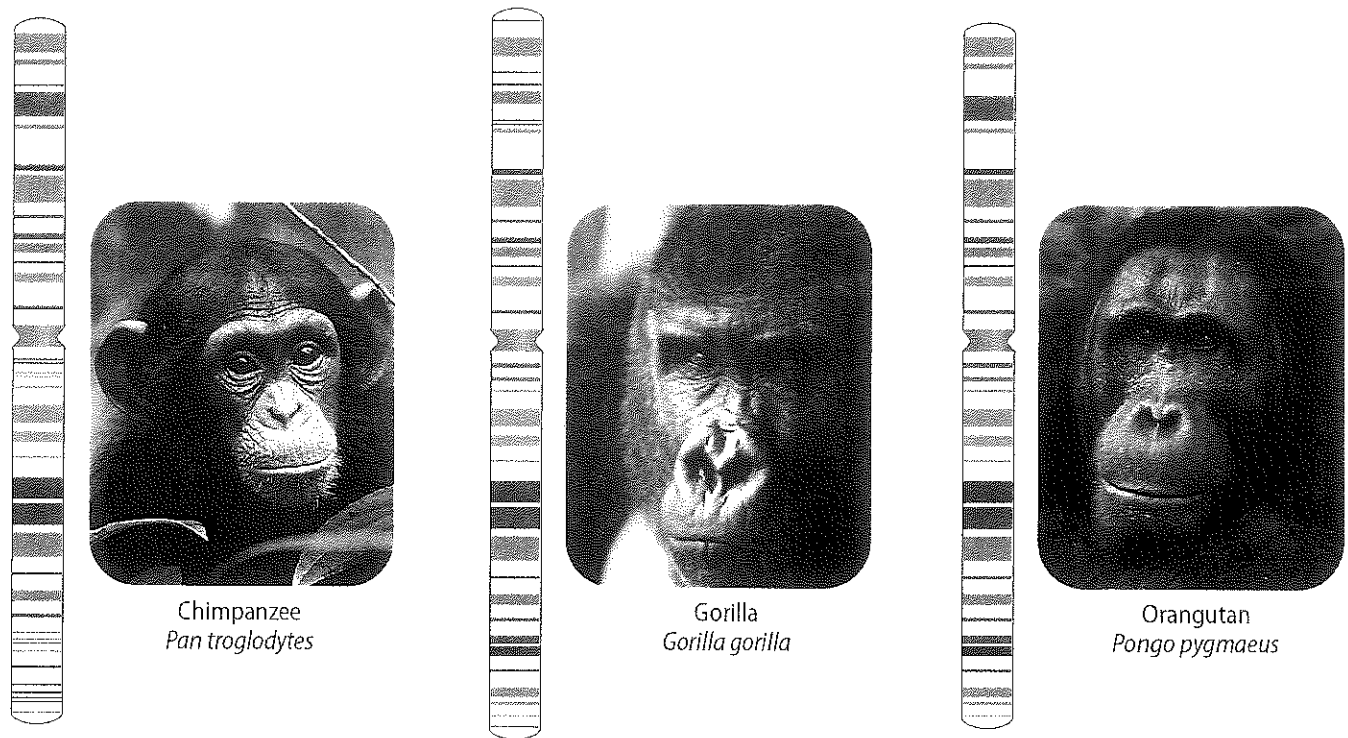 Chimpanzee
Pan troglodytes
Gorilla
Gorilla gorilla
Orangutan
Pongo pygmaeus